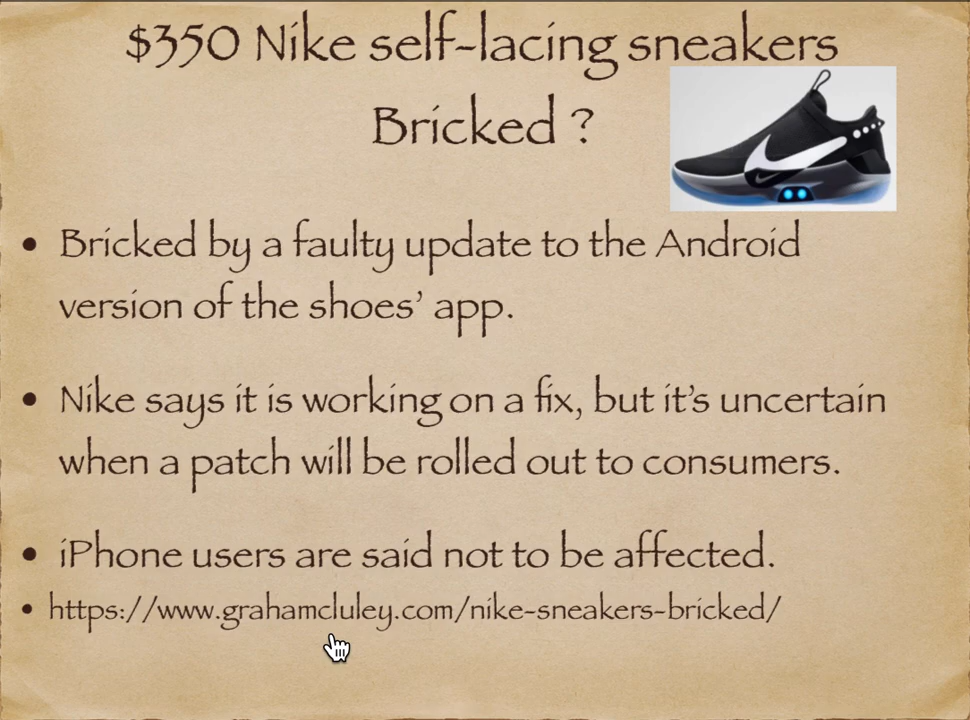 $350 Nike self-lacing sneakers
Bricked ?
• Bricked by a faulty update to the Android
version of the shoes’ app.
• Nike says it is working on a fix, but it’s uncertain
when a patch will be rolled out to consumers.
• iPhone users are said not to be affected.
• https://www.grahamcluley.com/nike-sneakers-bricked/